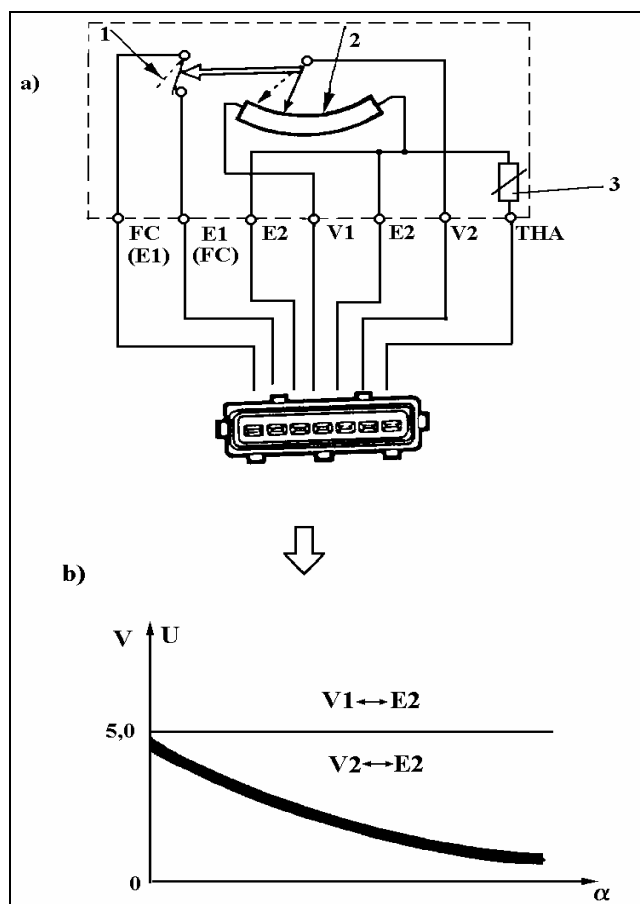 1
2
a)
3
FC E1 E2 V1 E2 V2 THA
(E1) (FC)
b)
V U
V1↔E2
5,0
V2↔E2
0
α